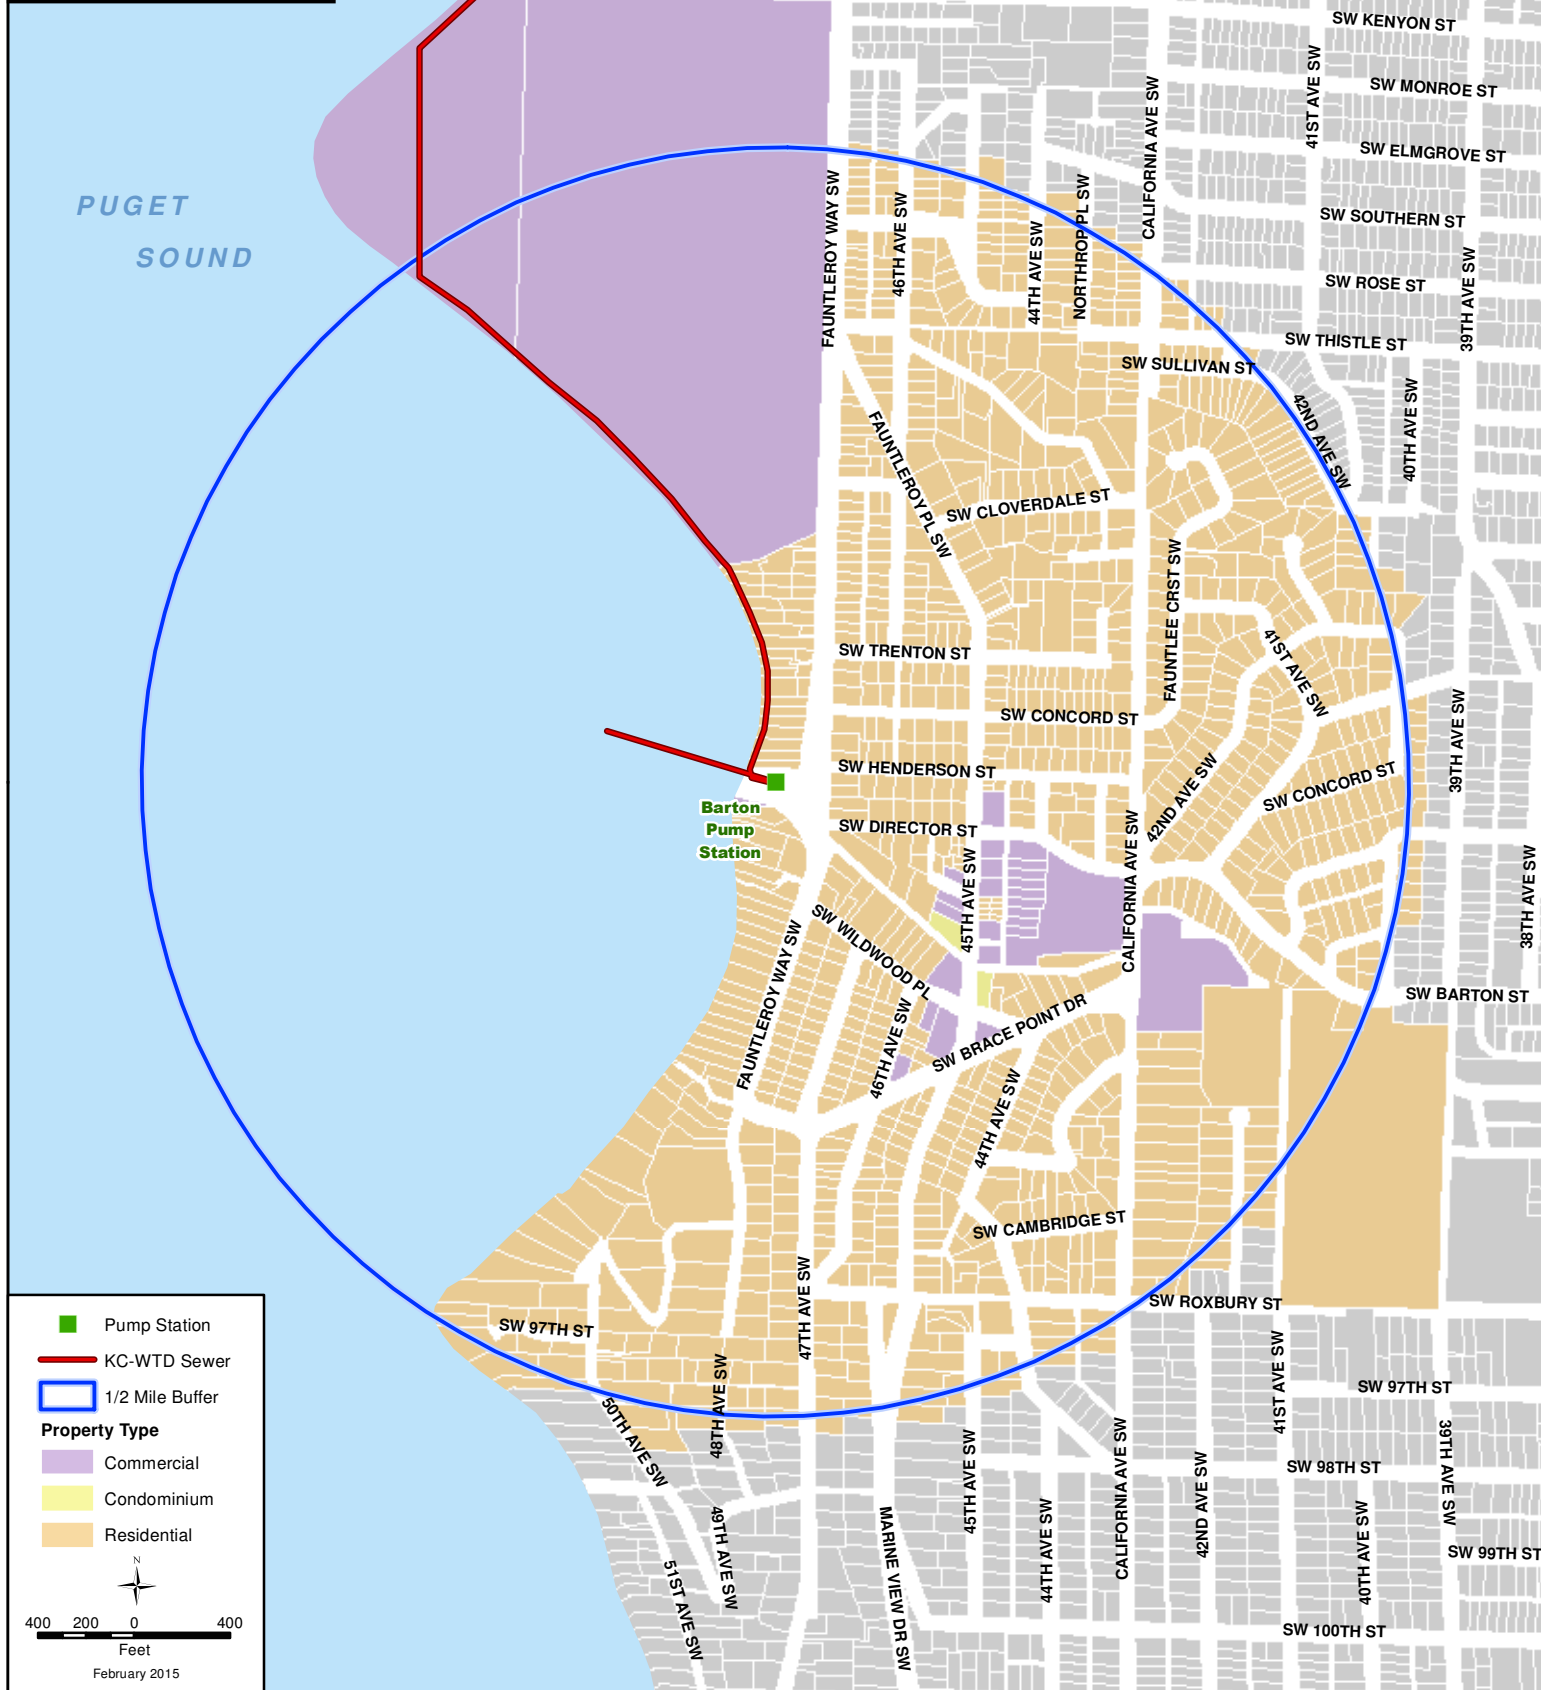 SW KENYON ST
SW MONROE ST
41ST AVE SW
CALIFORNIA AVE SW
SW ELMGROVE ST
PUGET
SOUND
FAUNTLEROY WAY SW
46TH AVE SW
44TH AVE SW
NORTHROP PL SW
SW SOUTHERN ST
SW ROSE ST
39TH AVE SW
SW THISTLE ST
SW SULLIVAN ST
42ND AVE SW
40TH AVE SW
FAUNTLEROY PL SW
SW CLOVERDALE ST
FAUNTLEE CRST SW
SW TRENTON ST
41ST AVE SW
SW CONCORD ST
39TH AVE SW
SW HENDERSON ST
42ND AVE SW
SW CONCORD ST
Barton
Pump
Station
SW DIRECTOR ST
45TH AVE SW
CALIFORNIA AVE SW
38TH AVE SW
SW WILDWOOD PL
FAUNTLEROY WAY SW
46TH AVE SW
SW BRACE POINT DR
SW BARTON ST
44TH AVE SW
SW CAMBRIDGE ST
47TH AVE SW
SW ROXBURY ST
SW 97TH ST
48TH AVE SW
41ST AVE SW
SW 97TH ST
50TH AVE SW
45TH AVE SW
CALIFORNIA AVE SW
42ND AVE SW
39TH AVE SW
SW 98TH ST
49TH AVE SW
MARINE VIEW DR SW
44TH AVE SW
40TH AVE SW
SW 99TH ST
51ST AVE SW
SW 100TH ST
Pump Station
KC-WTD Sewer
1/2 Mile Buffer
Property Type
Commercial
Condominium
Residential
N
400 200 0 400
Feet
February 2015